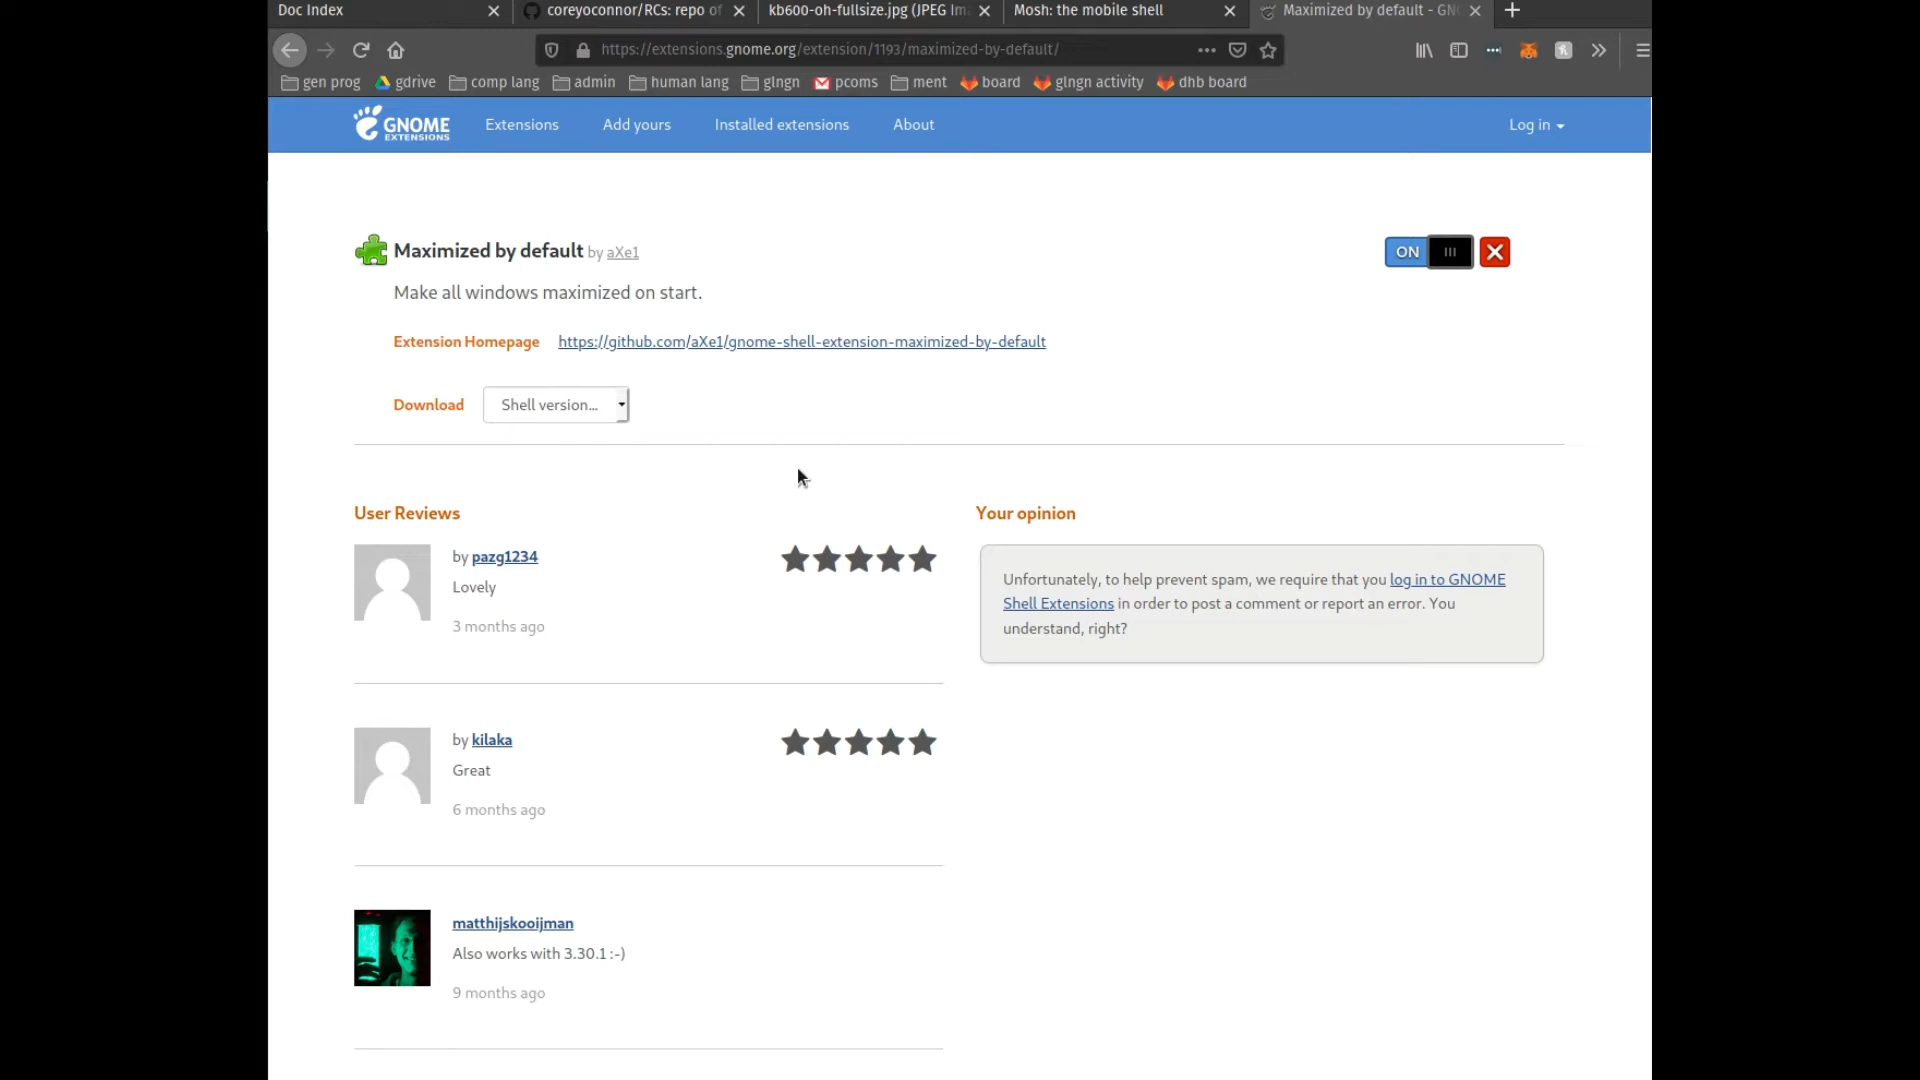 Doc Index
coreyoconnor/RCs: repo of
kb600-oh-fullsize.jpg (JPEG Im
Mosh: the mobile shell
Maximized by default - GN
https://extensions.gnome.org/extension/1193/maximized-by-default/
gen prog
gdrive
comp lang
admin
human lang
glngn
pcoms
ment
board
glngn activity
dhb board
GNOME
EXTENSIONS
Extensions
Add yours
Installed extensions
About
Log in
Maximized by default by aXe1
ON
Make all windows maximized on start.
Extension Homepage https://github.com/aXe1/gnome-shell-extension-maximized-by-default
Download Shell version...
User Reviews
by pazg1234
Lovely
3 months ago
by kilaka
Great
6 months ago
matthijskooijman
Also works with 3.30.1 :-)
9 months ago
Your opinion
Unfortunately, to help prevent spam, we require that you log in to GNOME
Shell Extensions in order to post a comment or report an error. You
understand, right?